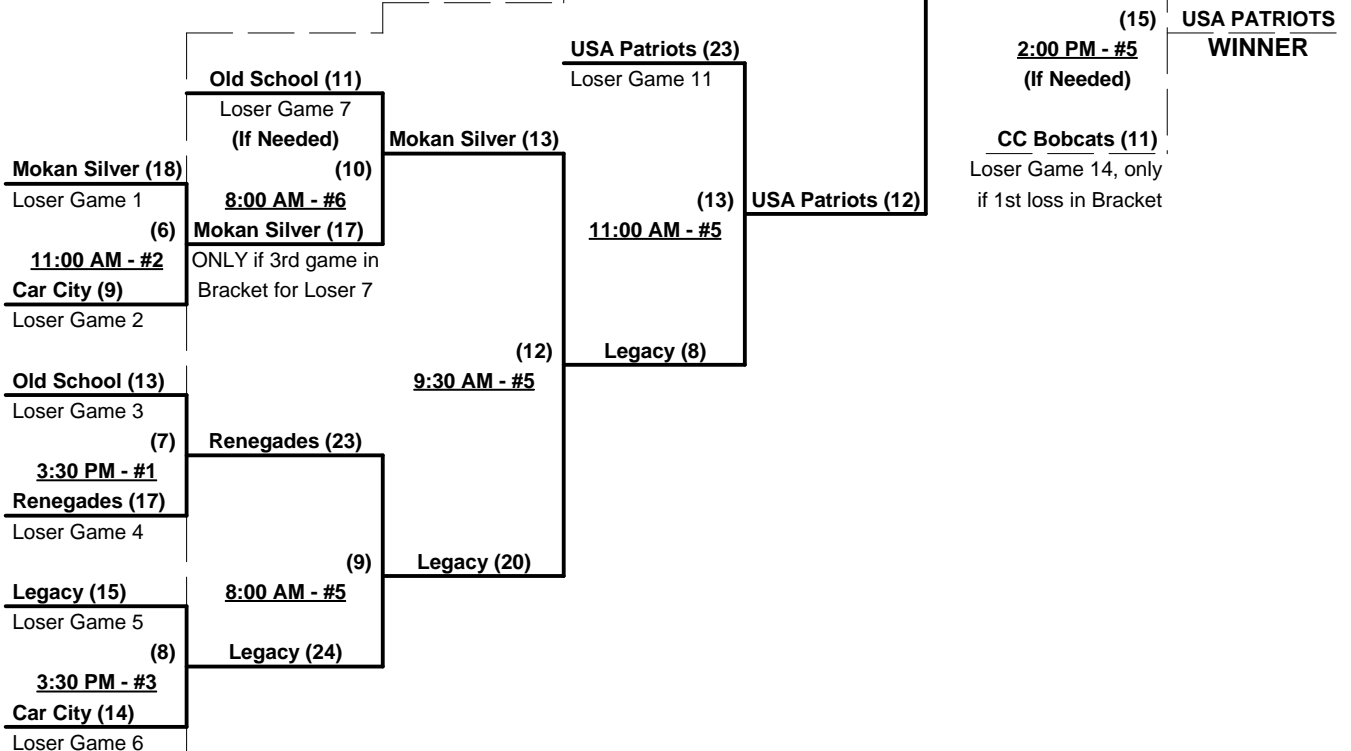 (15)
USA PATRIOTS
2:00 PM - #5
WINNER
(If Needed)
CC Bobcats (11)
Loser Game 14, only
if 1st loss in Bracket
USA Patriots (23)
Loser Game 11
Old School (11)
Loser Game 7
(If Needed)
Mokan Silver (13)
Mokan Silver (18)
(10)
Loser Game 1
8:00 AM - #6
(13)
USA Patriots (12)
(6)
Mokan Silver (17)
11:00 AM - #5
11:00 AM - #2
ONLY if 3rd game in
Car City (9)
Bracket for Loser 7
Loser Game 2
(12)
Legacy (8)
Old School (13)
9:30 AM - #5
Loser Game 3
(7)
Renegades (23)
3:30 PM - #1
Renegades (17)
Loser Game 4
(9)
Legacy (20)
Legacy (15)
8:00 AM - #5
Loser Game 5
(8)
Legacy (24)
3:30 PM - #3
Car City (14)
Loser Game 6